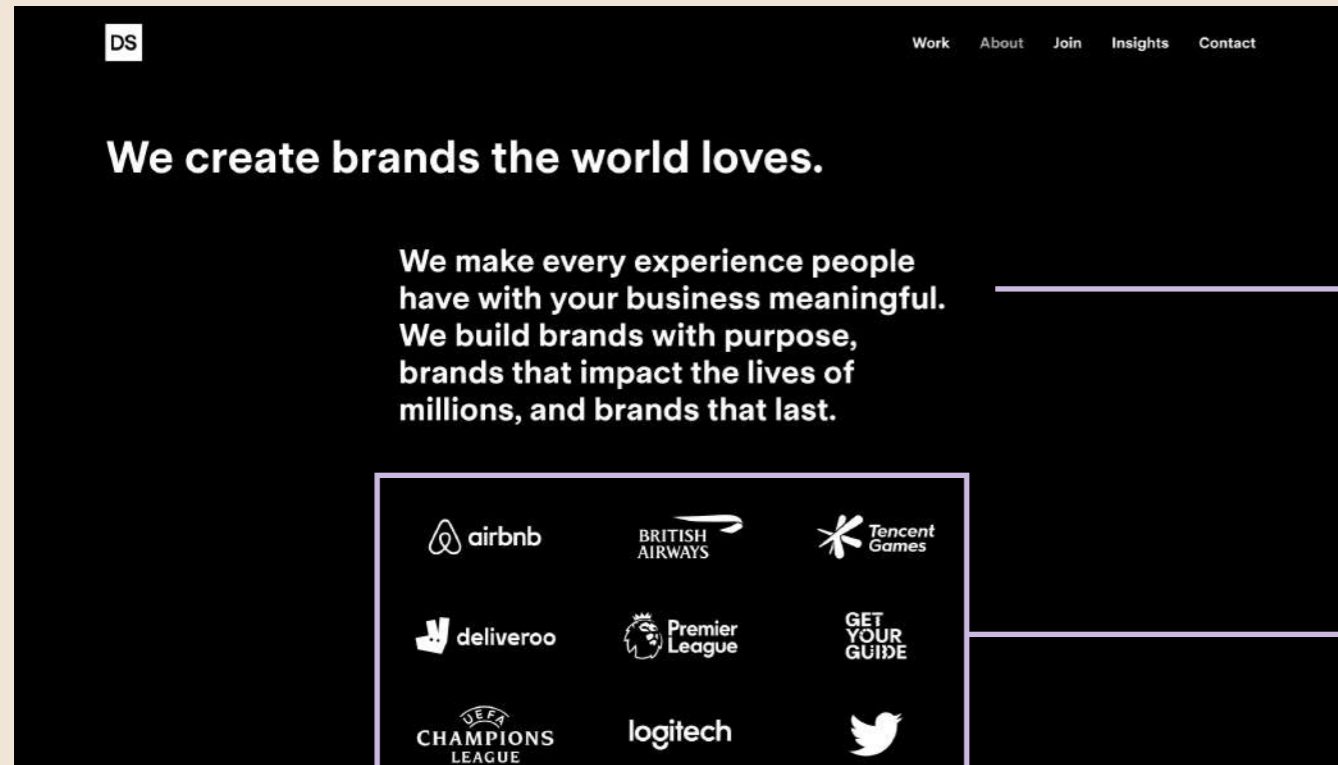 DS
Work About Join Insights Contact
We create brands the world loves.
We make every experience people
have with your business meaningful.
We build brands with purpose,
brands that impact the lives of
millions, and brands that last.
airbnb
BRITISH
AIRWAYS
Tencent
Games
deliveroo
Premier
League
GET
YOUR
GUIDE
UEFA
CHAMPIONS
LEAGUE
logitech